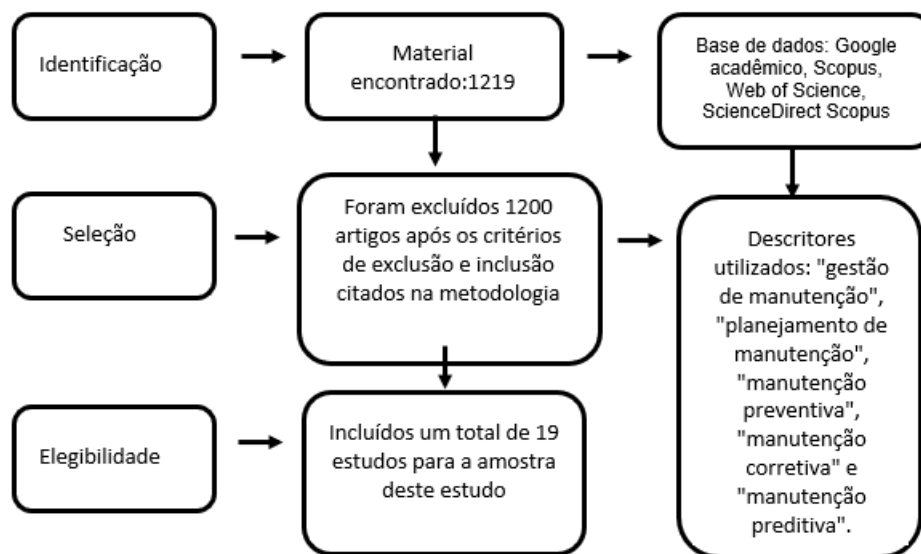 Identificação
Material
encontrado:1219
Base de dados: Google
acadêmico, Scopus,
Web of Science,
ScienceDirect Scopus
Seleção
Foram excluídos 1200
artigos após os critérios
de exclusão e inclusão
citados na metodologia
Descritores
utilizados: "gestão
de manutenção",
"planejamento de
manutenção",
"manutenção
preventiva",
"manutenção
corretiva" e
"manutenção
preditiva".
Elegibilidade
Incluídos um total de 19
estudos para a amostra
deste estudo